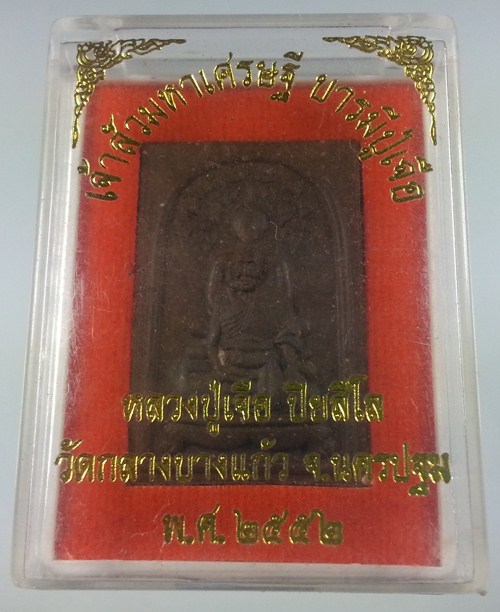 เจ้าสัวมหาเศรษฐี บารมีปู่เจือ
หลวงปู่เจือ ปิยสีโล
วัดกลางบางแก้ว จ.นครปฐม
พ.ศ. ๒๕๕๒